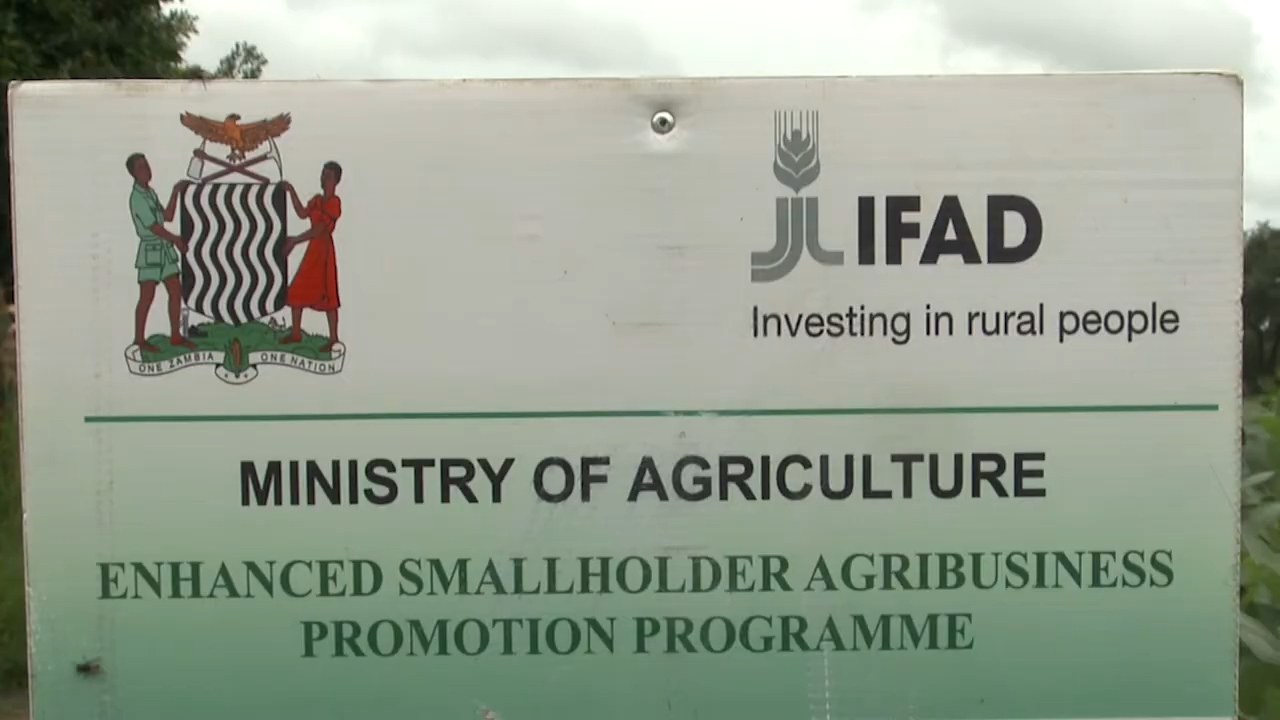 ONE ZAMBIA ONE NATION
IFAD
Investing in rural people
MINISTRY OF AGRICULTURE
ENHANCED SMALLHOLDER AGRIBUSINESS
PROMOTION PROGRAMME